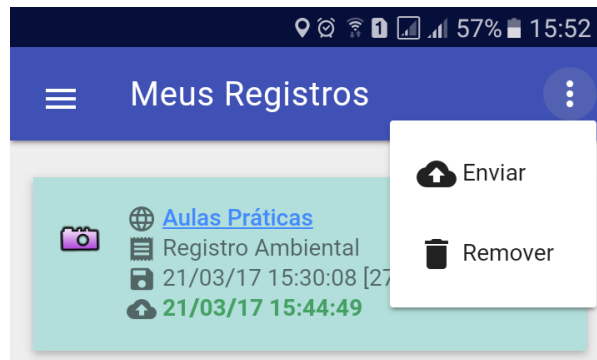 57% 15:52
Meus Registros
Enviar
Aulas Práticas
Registro Ambiental
Remover
21/03/17 15:30:08 [27
21/03/17 15:44:49